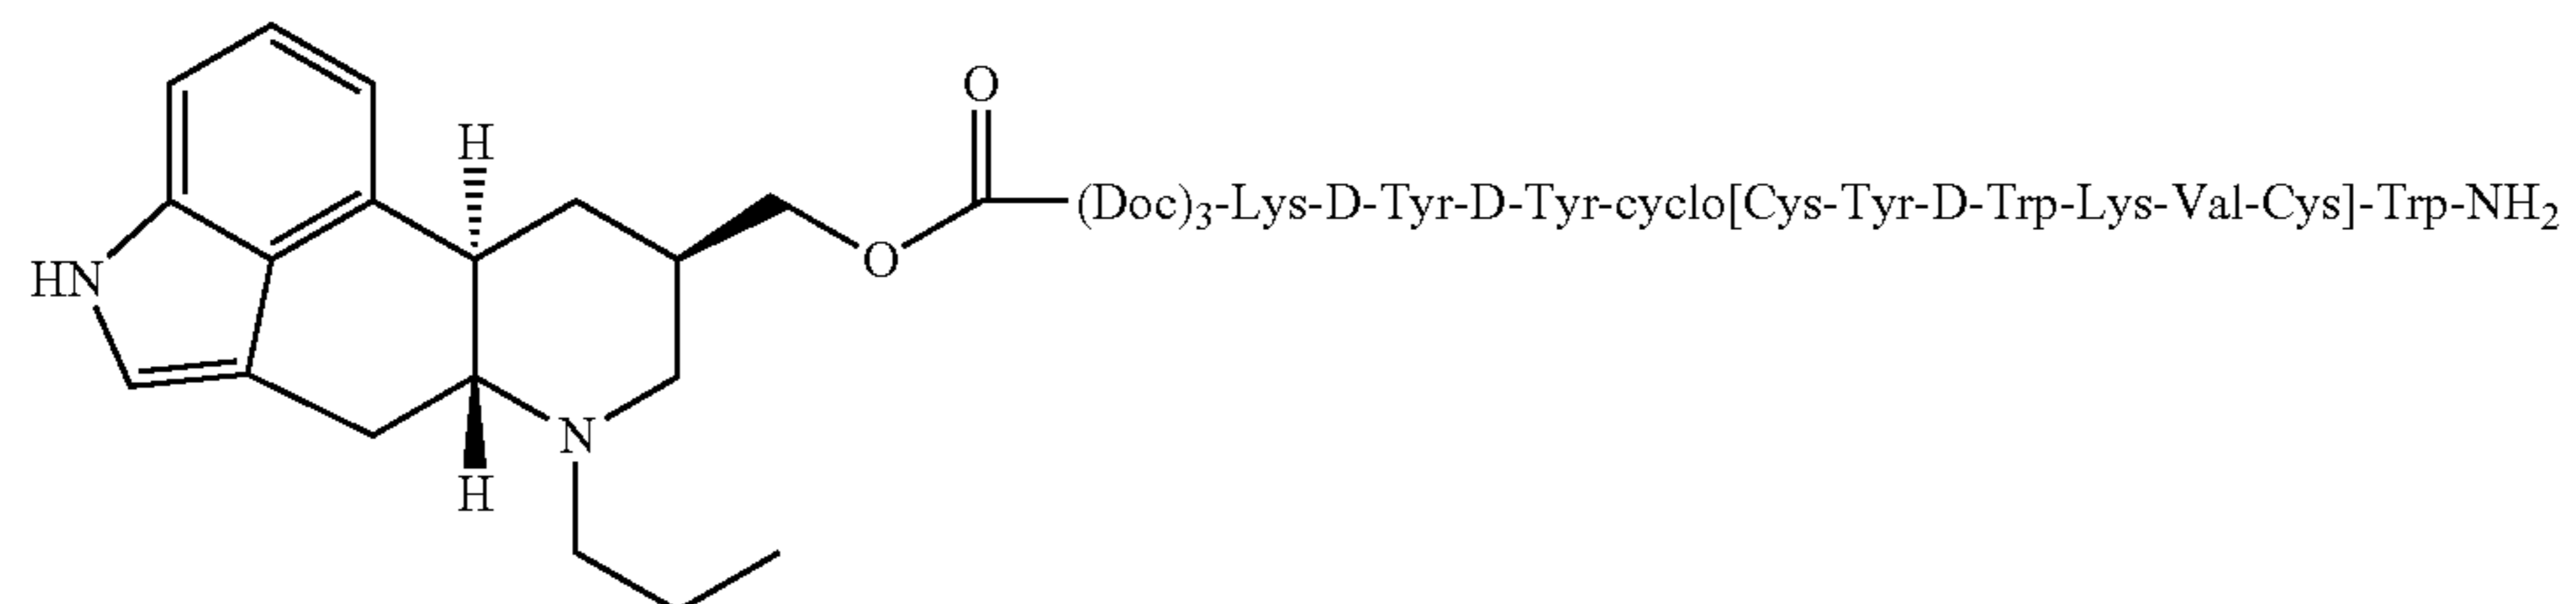 O
H
(Doc)3-Lys-D-Tyr-D-Tyr-cyclo[Cys-Tyr-D-Trp-Lys-Val-Cys]-Trp-NH2
O
HN
N
H